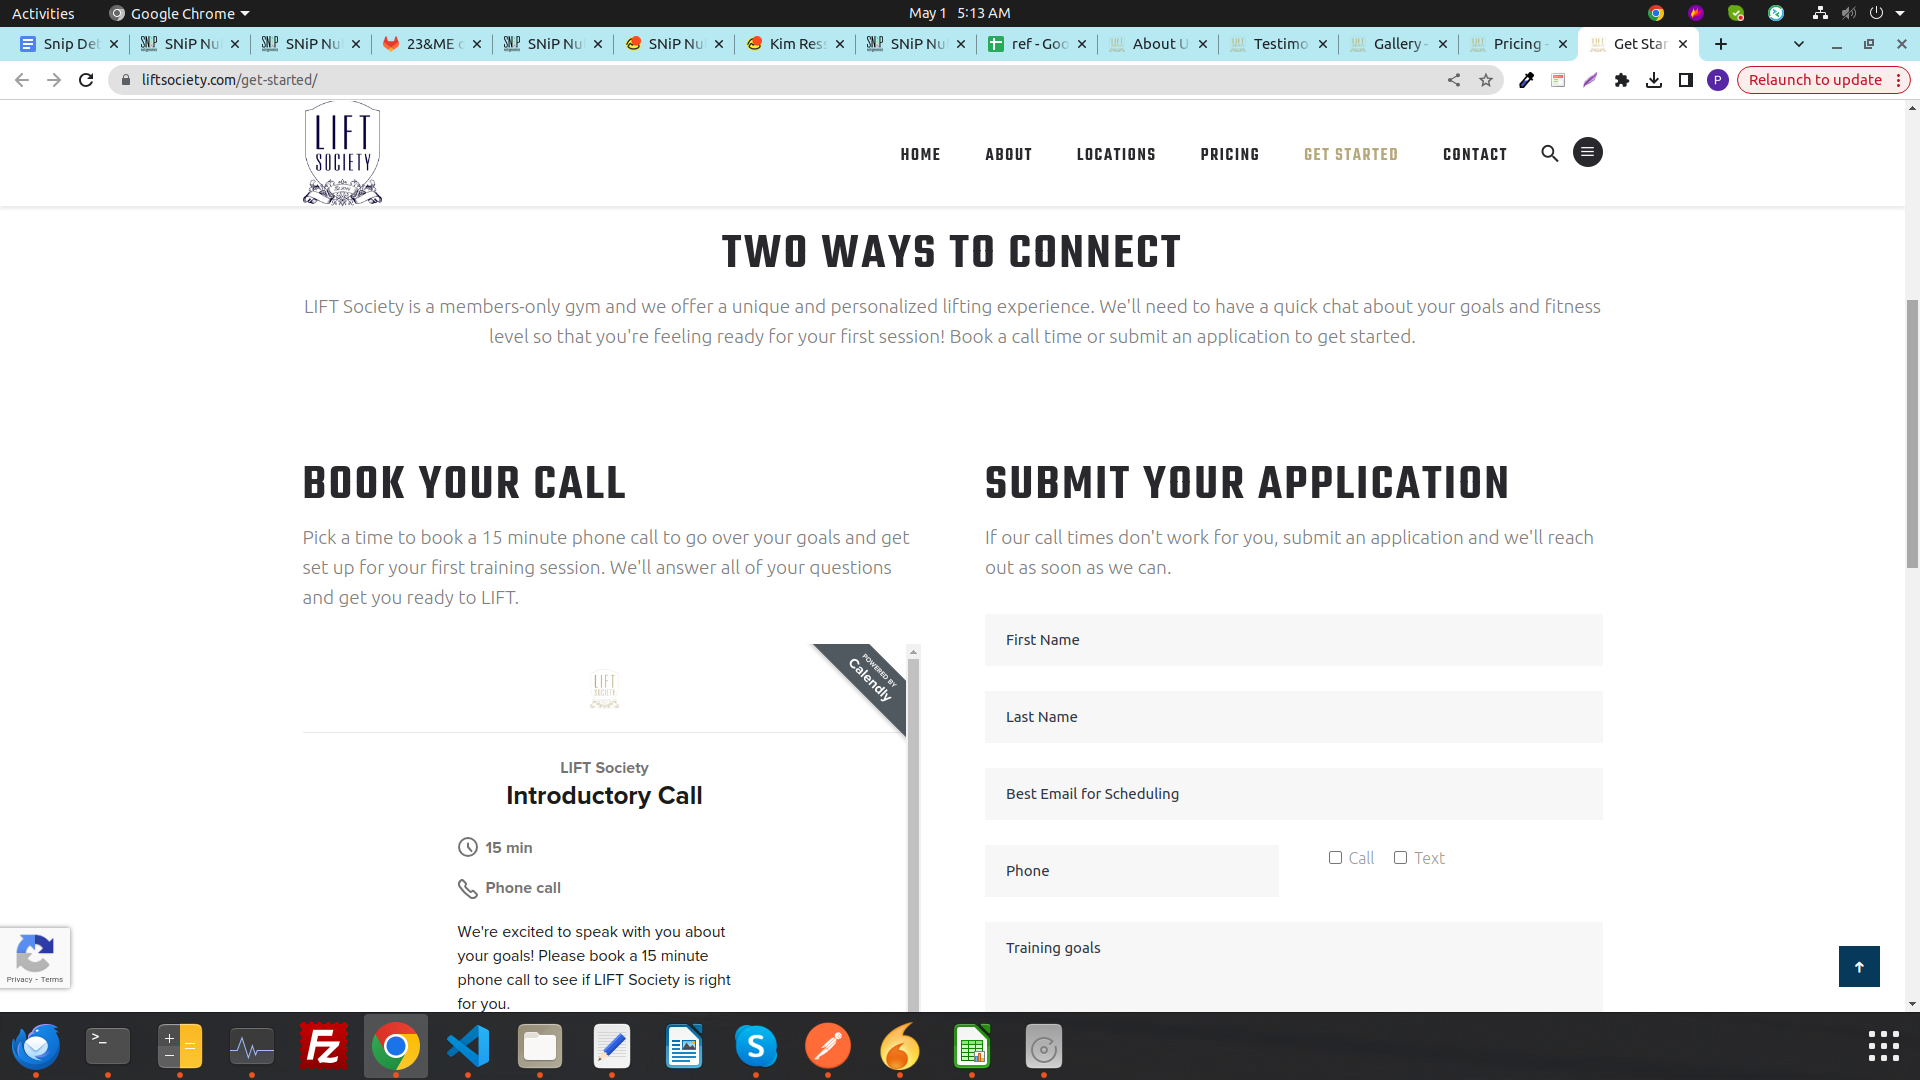 Activities
Google Chrome
May 1 5:13 AM
Snip De
SNiP Nu
SNiP Nu
23&ME
SNiP Nu
SNiP Nu
Kim Res
SNiP Nu
ref - Goo
About U
Testimo
Gallery -
Pricing -
Get Star
liftsociety.com/get-started/
P
Relaunch to update
LIFT
SOCIETY
HOME
ABOUT
LOCATIONS
PRICING
GET STARTED
CONTACT
TWO WAYS TO CONNECT
LIFT Society is a members-only gym and we offer a unique and personalized lifting experience. We'll need to have a quick chat about your goals and fitness
level so that you're feeling ready for your first session! Book a call time or submit an application to get started.
BOOK YOUR CALL
Pick a time to book a 15 minute phone call to go over your goals and get
set up for your first training session. We'll answer all of your questions
and get you ready to LIFT.
POWERED BY
Calendly
LIFT
SOCIETY
LIFT Society
Introductory Call
15 min
Phone call
We're excited to speak with you about
your goals! Please book a 15 minute
phone call to see if LIFT Society is right
for you.
SUBMIT YOUR APPLICATION
If our call times don't work for you, submit an application and we'll reach
out as soon as we can.
First Name
Last Name
Best Email for Scheduling
Phone
Call
Text
Training goals
Privacy - Terms